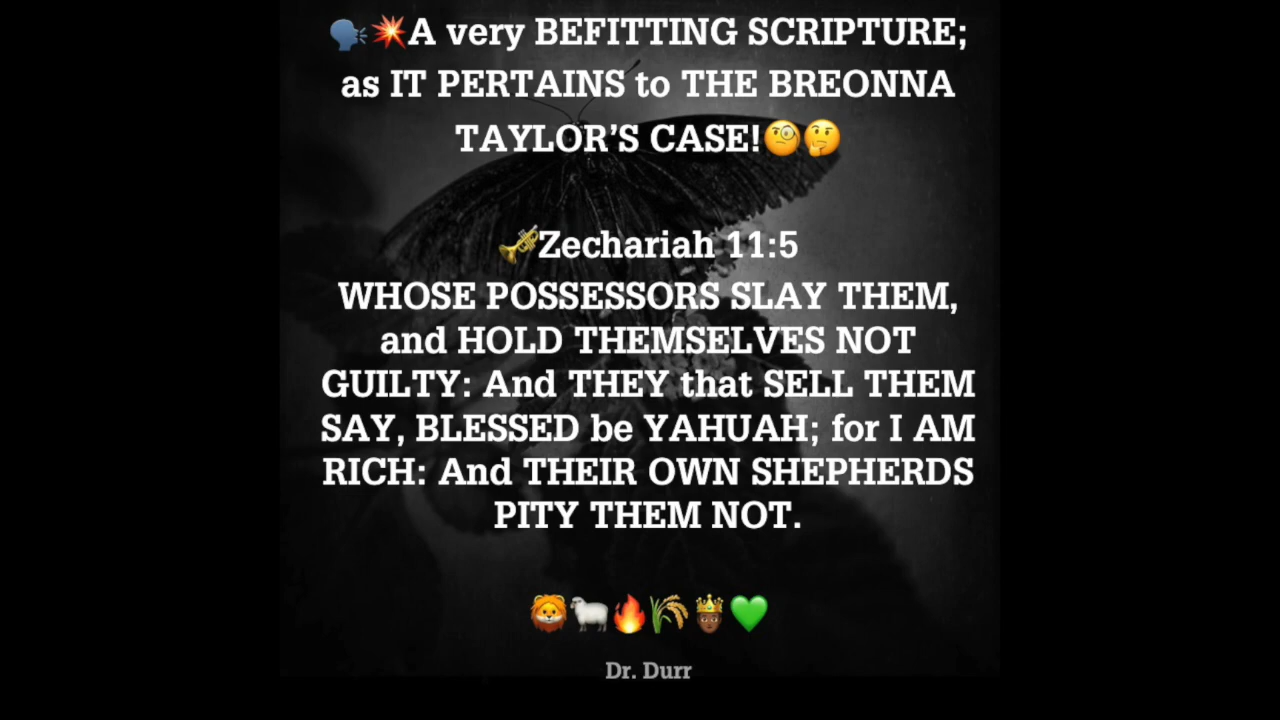 🗣️💥A very BEFITTING SCRIPTURE;
as IT PERTAINS to THE BREONNA
TAYLOR’S CASE!🧐🤔
🎺Zechariah 11:5
WHOSE POSSESSORS SLAY THEM,
and HOLD THEMSELVES NOT
GUILTY: And THEY that SELL THEM
SAY, BLESSED be YAHUAH; for I AM
RICH: And THEIR OWN SHEPHERDS
PITY THEM NOT.
🦁🐑🔥🌾🤴🏾💚
Dr. Durr